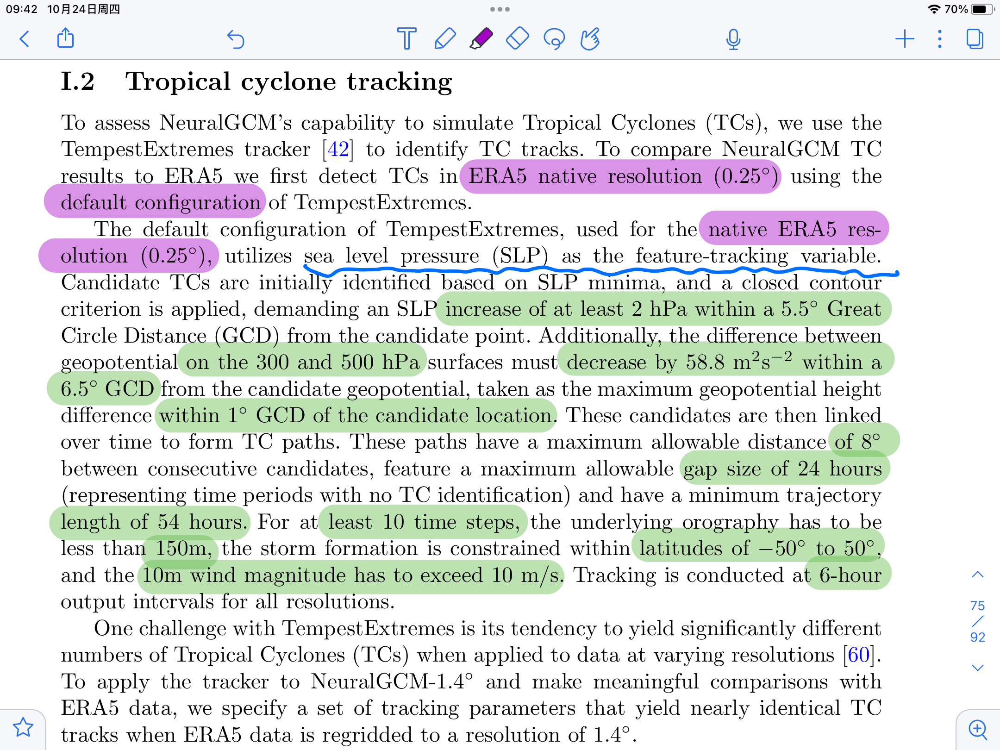 09:42 10月24日周四
70%
I.2 Tropical cyclone tracking
To assess NeuralGCM's capability to simulate Tropical Cyclones (TCs), we use the
TempestExtremes tracker [42] to identify TC tracks. To compare NeuralGCM TC
results to ERA5 we first detect TCs in ERA5 native resolution (0.25°) using the
default configuration of TempestExtremes.
The default configuration of TempestExtremes, used for the native ERA5 res-
olution (0.25°), utilizes sea level pressure (SLP) as the feature-tracking variable.
Candidate TCs are initially identified based on SLP minima, and a closed contour
criterion is applied, demanding an SLP increase of at least 2 hPa within a 5.5° Great
Circle Distance (GCD) from the candidate point. Additionally, the difference between
geopotential on the 300 and 500 hPa surfaces must decrease by 58.8 m²s⁻² within a
6.5° GCD from the candidate geopotential, taken as the maximum geopotential height
difference within 1° GCD of the candidate location. These candidates are then linked
over time to form TC paths. These paths have a maximum allowable distance of 8°
between consecutive candidates, feature a maximum allowable gap size of 24 hours
(representing time periods with no TC identification) and have a minimum trajectory
length of 54 hours. For at least 10 time steps, the underlying orography has to be
less than 150m, the storm formation is constrained within latitudes of −50° to 50°,
and the 10m wind magnitude has to exceed 10 m/s. Tracking is conducted at 6-hour
output intervals for all resolutions.
One challenge with TempestExtremes is its tendency to yield significantly different
numbers of Tropical Cyclones (TCs) when applied to data at varying resolutions [60].
To apply the tracker to NeuralGCM-1.4° and make meaningful comparisons with
ERA5 data, we specify a set of tracking parameters that yield nearly identical TC
tracks when ERA5 data is regridded to a resolution of 1.4°.
75
/
92